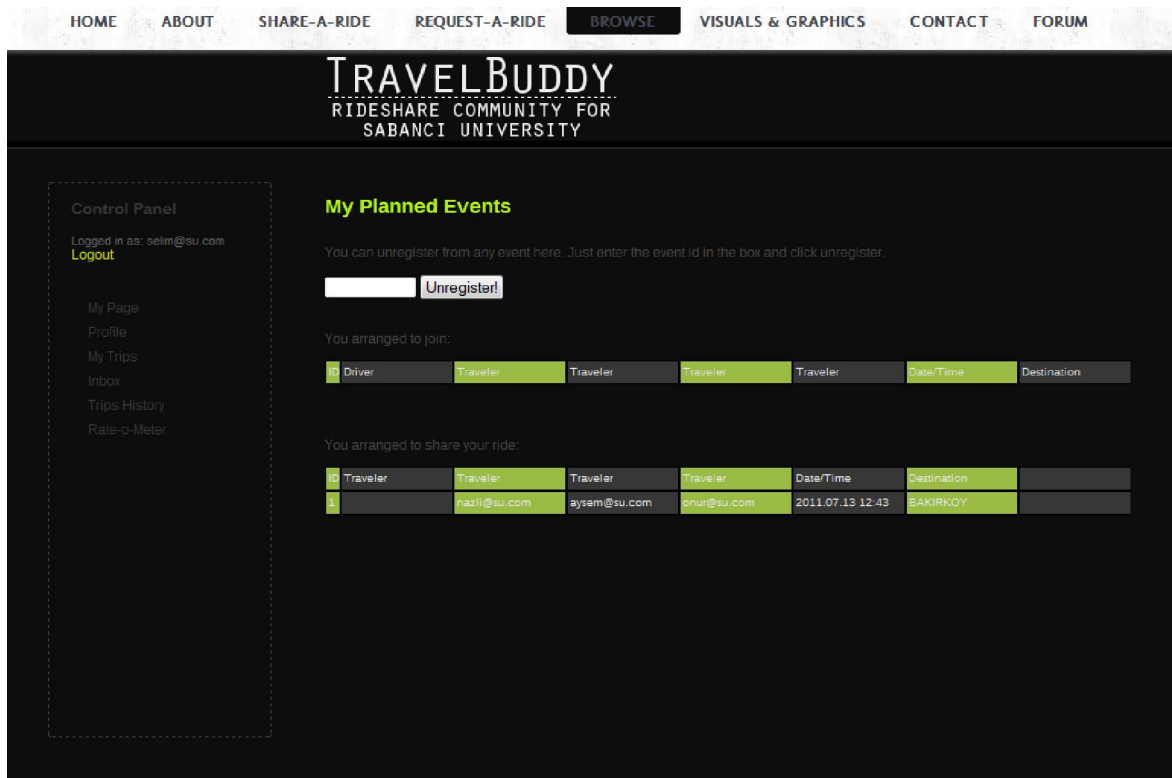 HOME ABOUT SHARE-A-RIDE REQUEST-A-RIDE BROWSE VISUALS & GRAPHICS CONTACT FORUM
TRAVELBUDDY
RIDESHARE COMMUNITY FOR
SABANCI UNIVERSITY
Control Panel
Logged in as: selim@su.com
Logout
My Page
Profile
My Trips
Inbox
Trips History
Rate-o-Meter
My Planned Events
You can unregister from any event here. Just enter the event id in the box and click unregister.
Unregister!
You arranged to join:
ID Driver Traveler Traveler Traveler Traveler Date/Time Destination
You arranged to share your ride:
ID Traveler Traveler Traveler Traveler Date/Time Destination
1 nazli@su.com aysem@su.com onur@su.com 2011.07.13 12:43 BAKIRKOY